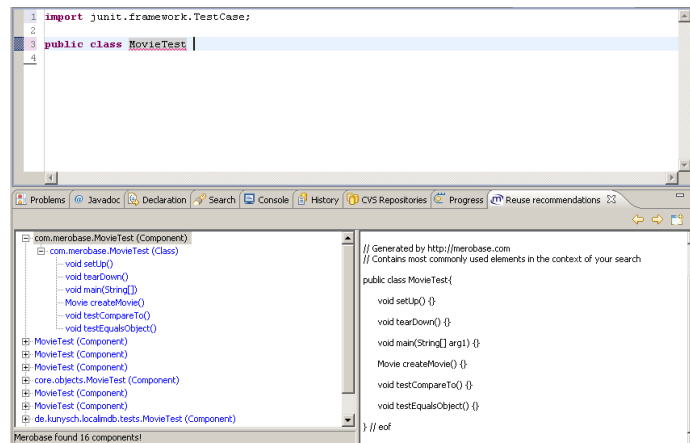 1 import junit.framework.TestCase;
2
3 public class MovieTest
4
Problems @ Javadoc Declaration Search Console History CVS Repositories Progress Reuse recommendations
com.merobase.MovieTest (Component)
com.merobase.MovieTest (Class)
void setUp()
void tearDown()
void main(String[])
Movie createMovie()
void testCompareTo()
void testEqualsObject()
MovieTest (Component)
MovieTest (Component)
MovieTest (Component)
core.objects.MovieTest (Component)
MovieTest (Component)
MovieTest (Component)
de.kunysch.localimdb.tests.MovieTest (Component)
Merobase found 16 components!
// Generated by http://merobase.com
// Contains most commonly used elements in the context of your search
public class MovieTest{
void setUp() {}
void tearDown() {}
void main(String[] arg1) {}
Movie createMovie() {}
void testCompareTo() {}
void testEqualsObject() {}
} // eof